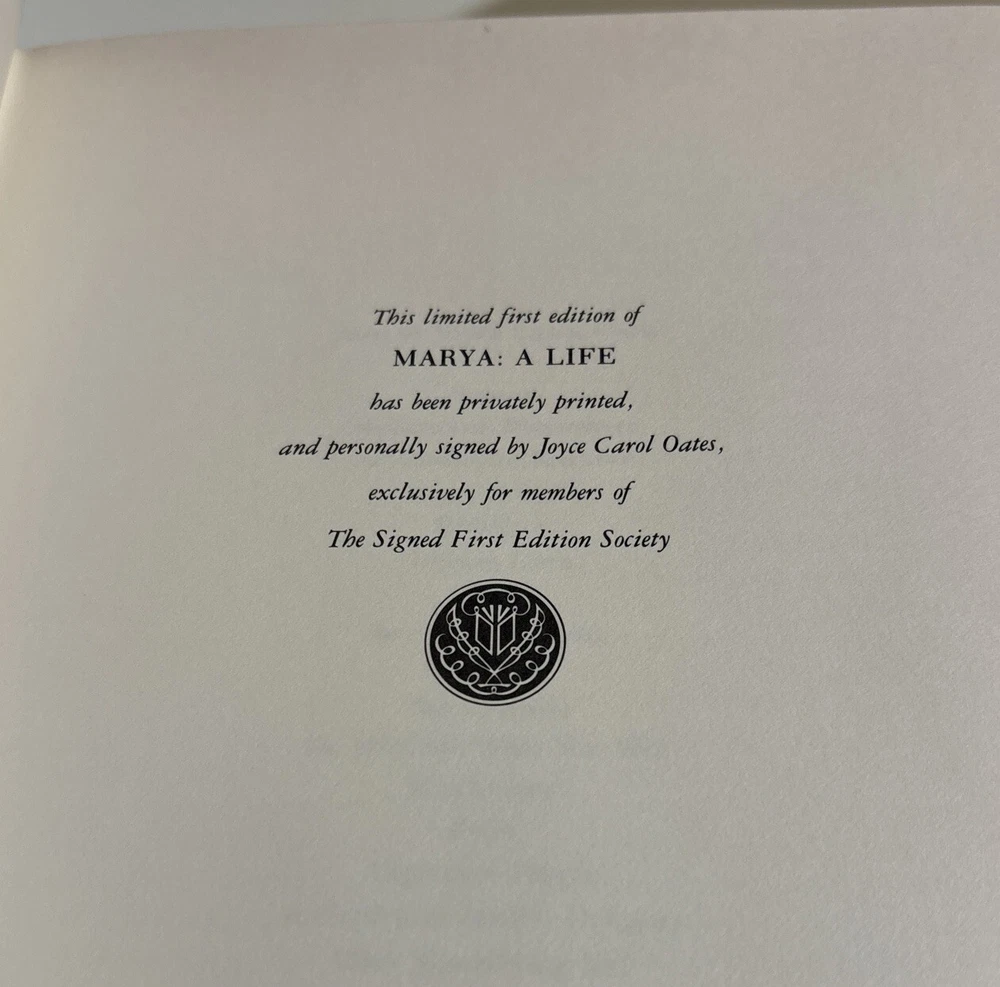 This limited first edition of
MARYA: A LIFE
has been privately printed,
and personally signed by Joyce Carol Oates,
exclusively for members of
The Signed First Edition Society